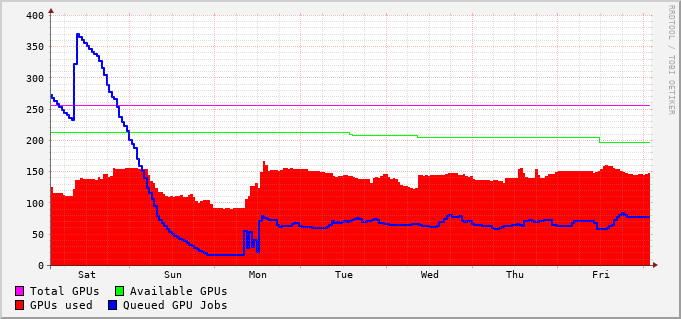 400
350
300
250
200
150
100
50
0
Sat Sun Mon Tue Wed Thu Fri
Total GPUs Available GPUs
GPUs used Queued GPU Jobs
RRDTOOL / TOBI OETIKER